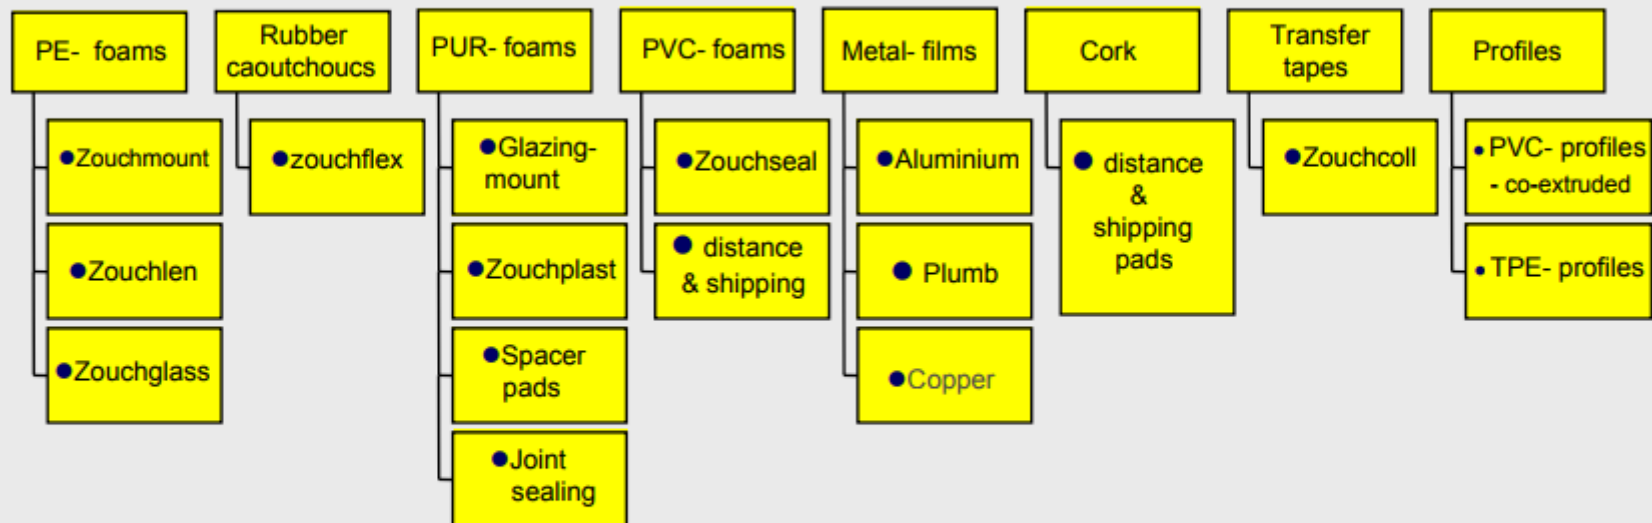 PE- foams
Rubber
caoutchoucs
PUR- foams
PVC- foams
Metal- films
Cork
Transfer
tapes
Profiles
●Zouchmount
●Zouchlen
●Zouchglass
●zouchflex
●Glazing-
mount
●Zouchplast
●Spacer
pads
●Joint
sealing
●Zouchseal
● distance
& shipping
●Aluminium
● Plumb
●Copper
● distance
&
shipping
pads
●Zouchcoll
• PVC- profiles
- co-extruded
• TPE- profiles